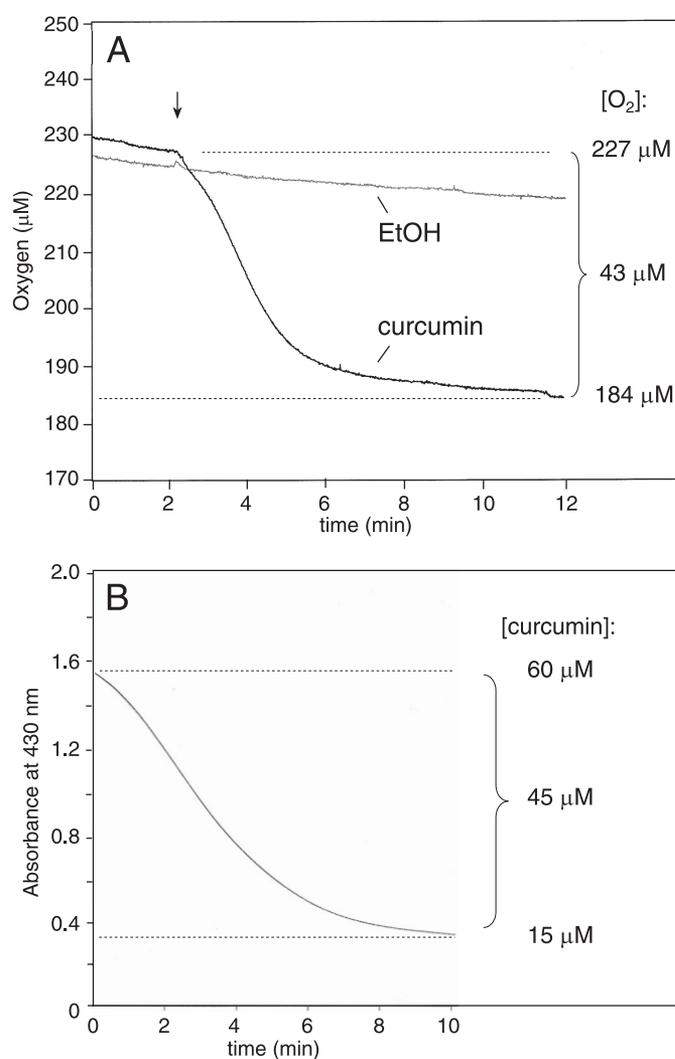 A
250
240
230
220
210
200
190
180
170
Oxygen (μM)
0 2 4 6 8 10 12
time (min)
EtOH
curcumin
[O₂]:
227 μM
43 μM
184 μM
B
2.0
1.6
1.2
0.8
0.4
0
Absorbance at 430 nm
0 2 4 6 8 10
time (min)
[curcumin]:
60 μM
45 μM
15 μM